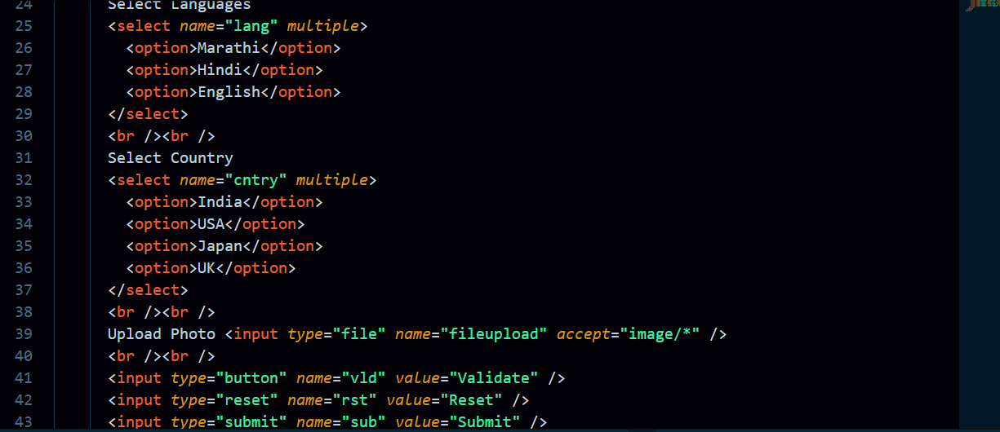 24 Select Languages
25 <select name="lang" multiple>
26 <option>Marathi</option>
27 <option>Hindi</option>
28 <option>English</option>
29 </select>
30 <br /><br />
31 Select Country
32 <select name="cntry" multiple>
33 <option>India</option>
34 <option>USA</option>
35 <option>Japan</option>
36 <option>UK</option>
37 </select>
38 <br /><br />
39 Upload Photo <input type="file" name="fileupload" accept="image/*" />
40 <br /><br />
41 <input type="button" name="vld" value="Validate" />
42 <input type="reset" name="rst" value="Reset" />
43 <input type="submit" name="sub" value="Submit" />